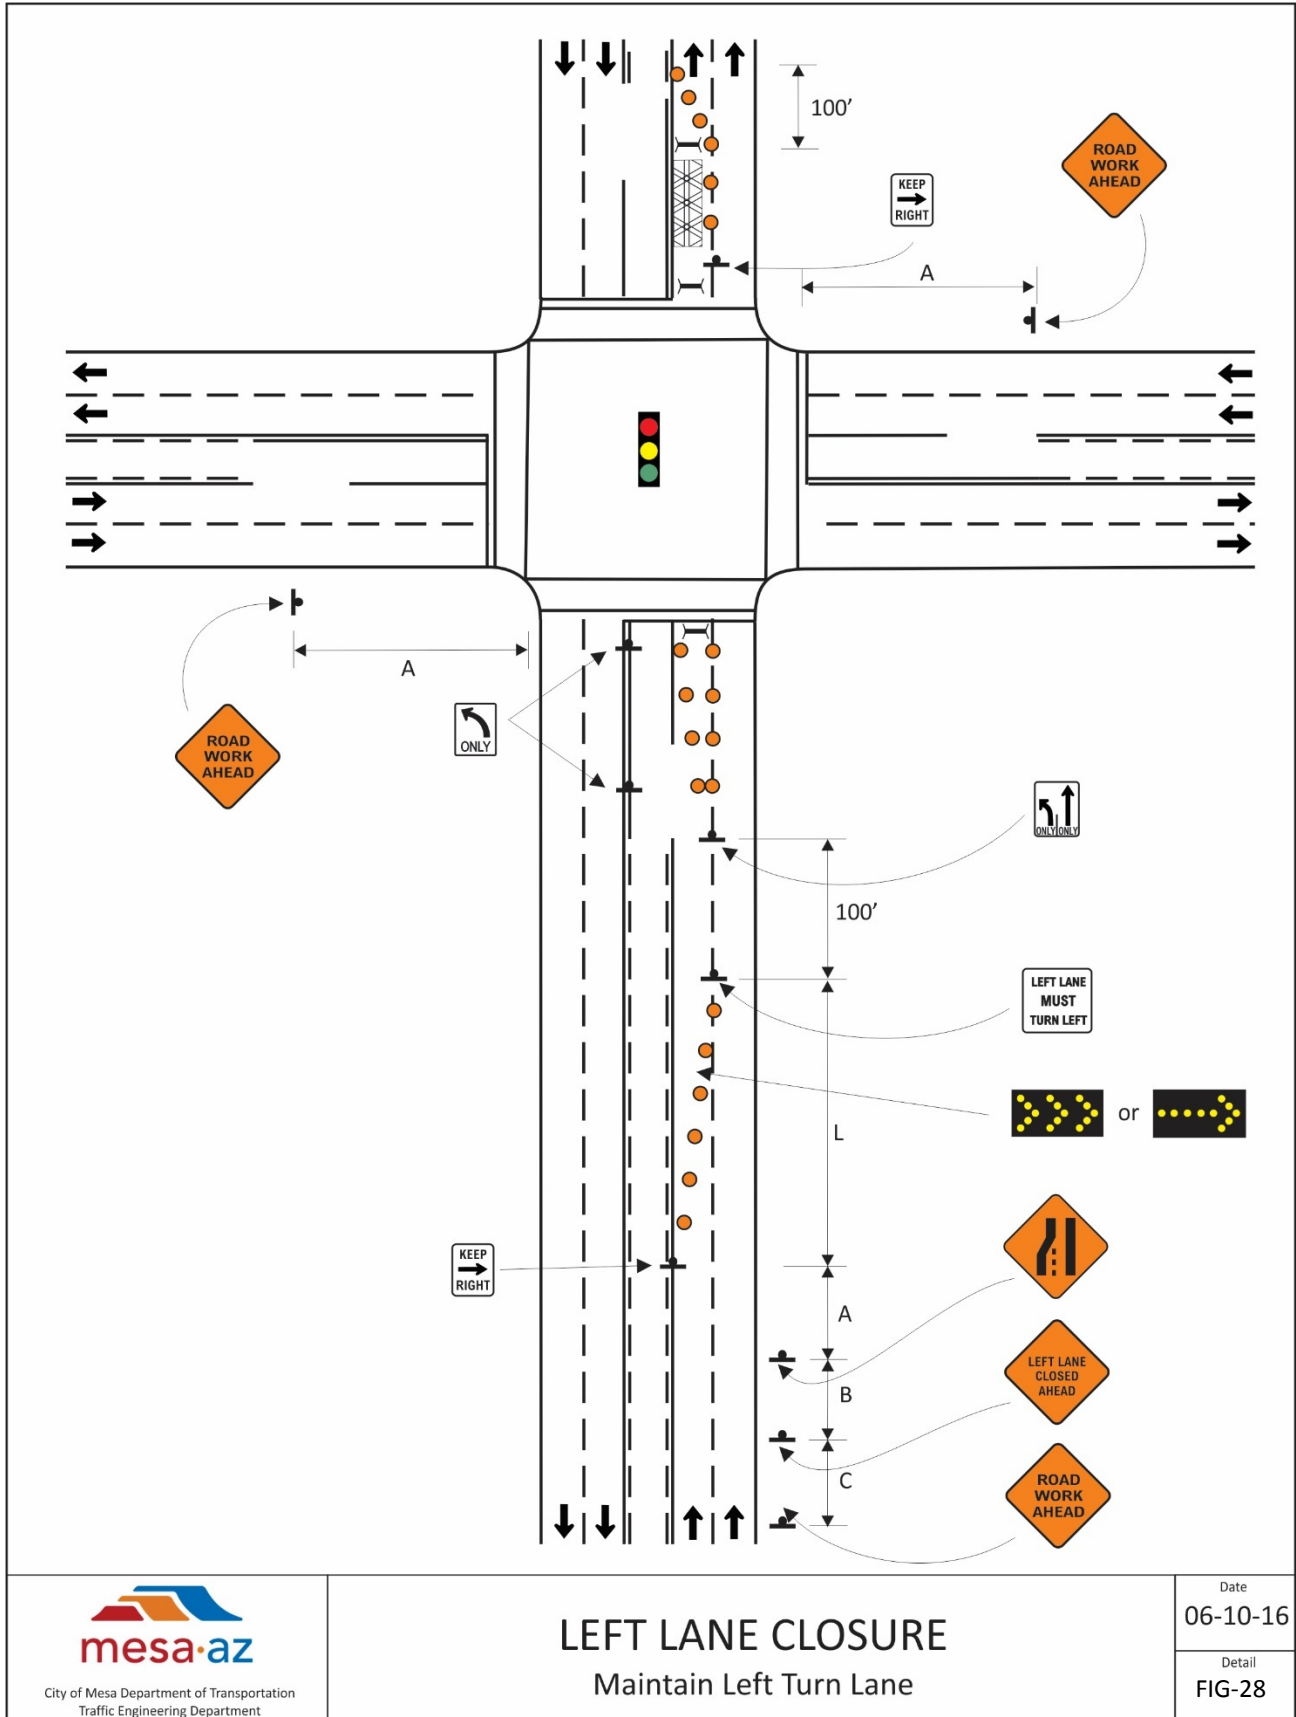 100'
ROAD
WORK
AHEAD
KEEP
RIGHT
A
A
ROAD
WORK
AHEAD
ONLY
ONLY ONLY
100'
LEFT LANE
MUST
TURN LEFT
or
L
KEEP
RIGHT
A
LEFT LANE
CLOSED
AHEAD
B
C
ROAD
WORK
AHEAD
mesa·az
City of Mesa Department of Transportation
Traffic Engineering Department
LEFT LANE CLOSURE
Maintain Left Turn Lane
Date
06-10-16
Detail
FIG-28